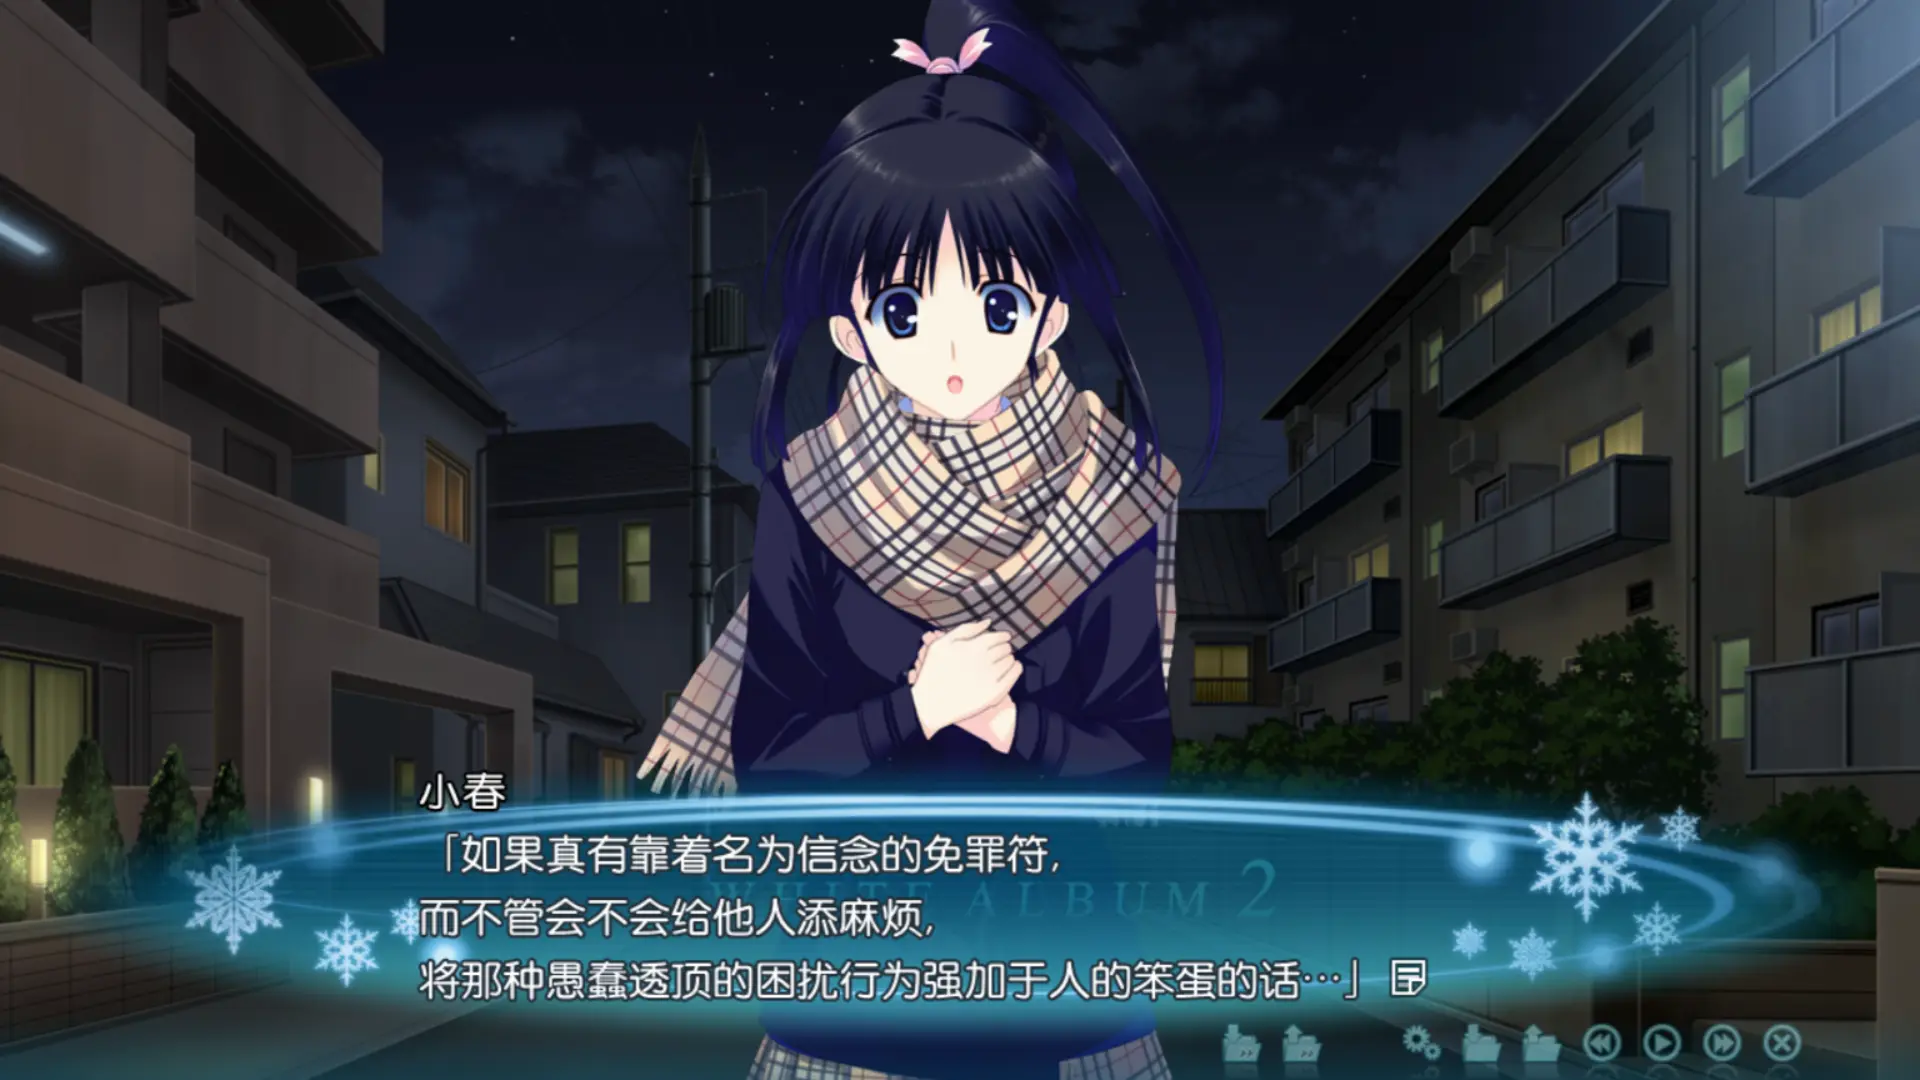 小春
「如果真有靠着名为信念的免罪符，
WHITE ALBUM 2
而不管会不会给他人添麻烦，
将那种愚蠢透顶的困扰行为强加于人的笨蛋的话…」